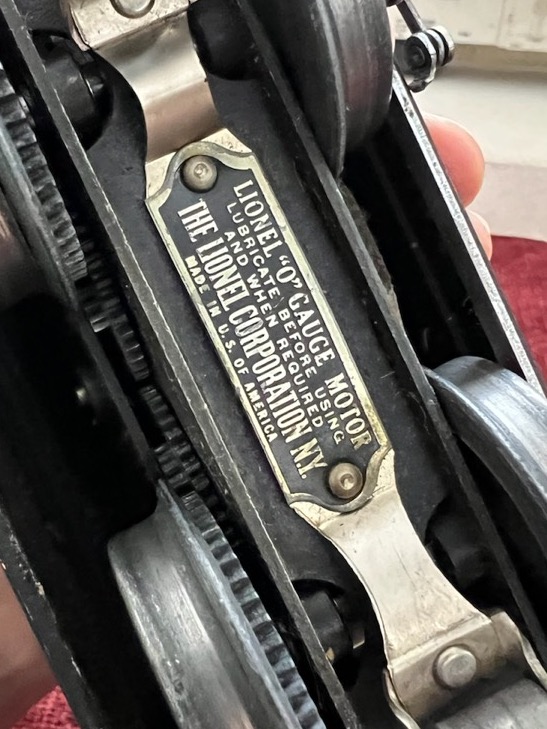 LIONEL "O" GAUGE MOTOR
LUBRICATE BEFORE USING
AND WHEN REQUIRED
THE LIONEL CORPORATION N.Y.
MADE IN U.S. OF AMERICA